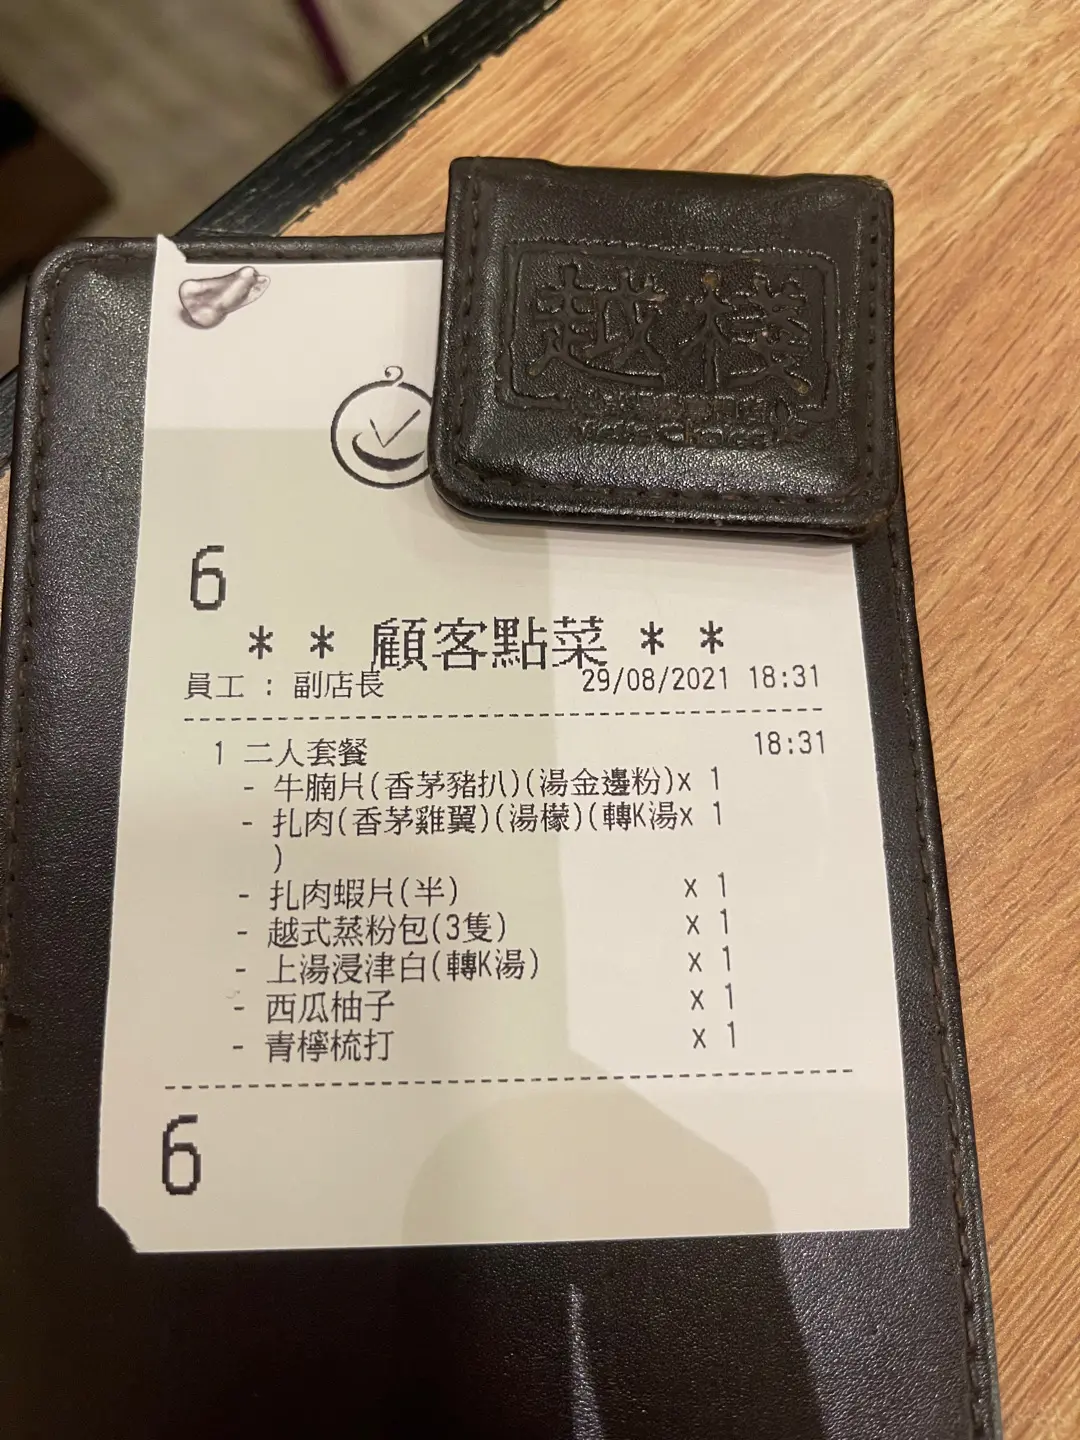 越棧
6
* * 顧客點菜 * *
員工 : 副店長 29/08/2021 18:31
1 二人套餐 18:31
- 牛腩片(香茅豬扒)(湯金邊粉)x 1
- 扎肉(香茅雞翼)(湯檬)(轉K湯x 1
)
- 扎肉蝦片(半) x 1
- 越式蒸粉包(3隻) x 1
- 上湯浸津白(轉K湯) x 1
- 西瓜柚子 x 1
- 青檸梳打 x 1
6